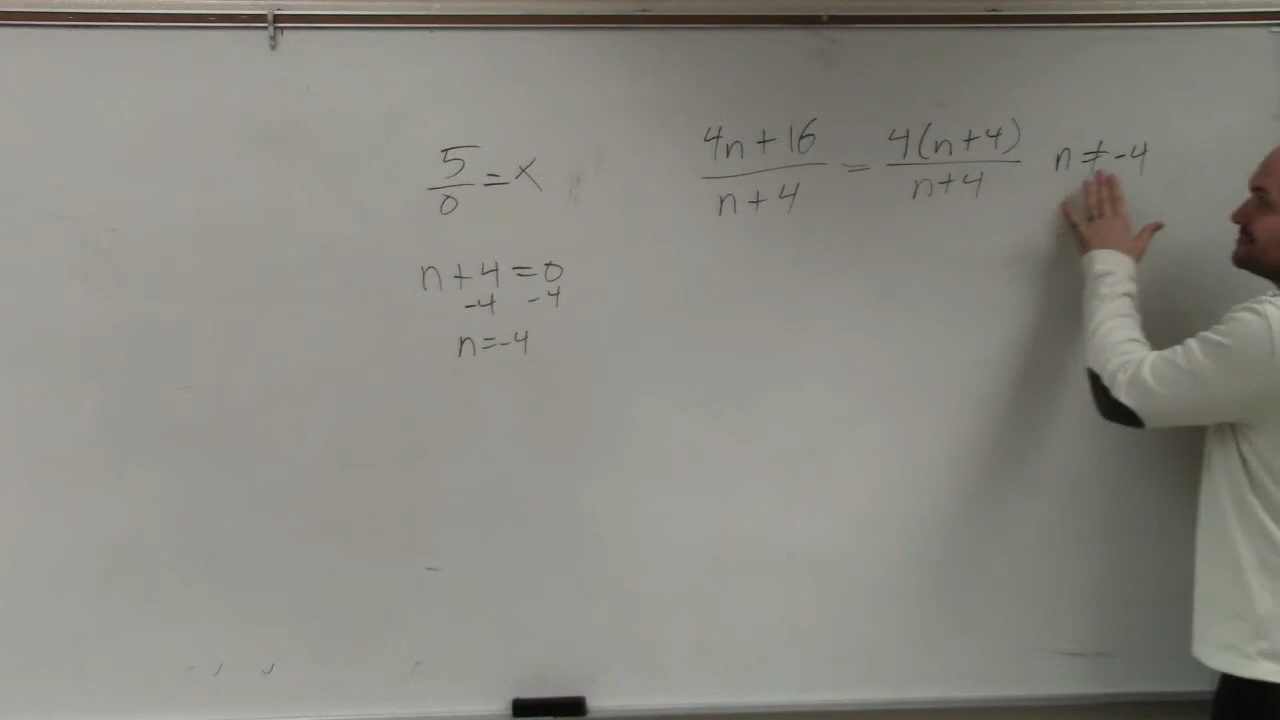 5/0 = x
n + 4 = 0
-4 -4
n = -4
(4n + 16)/(n + 4) = 4(n + 4)/(n + 4) n ≠ -4